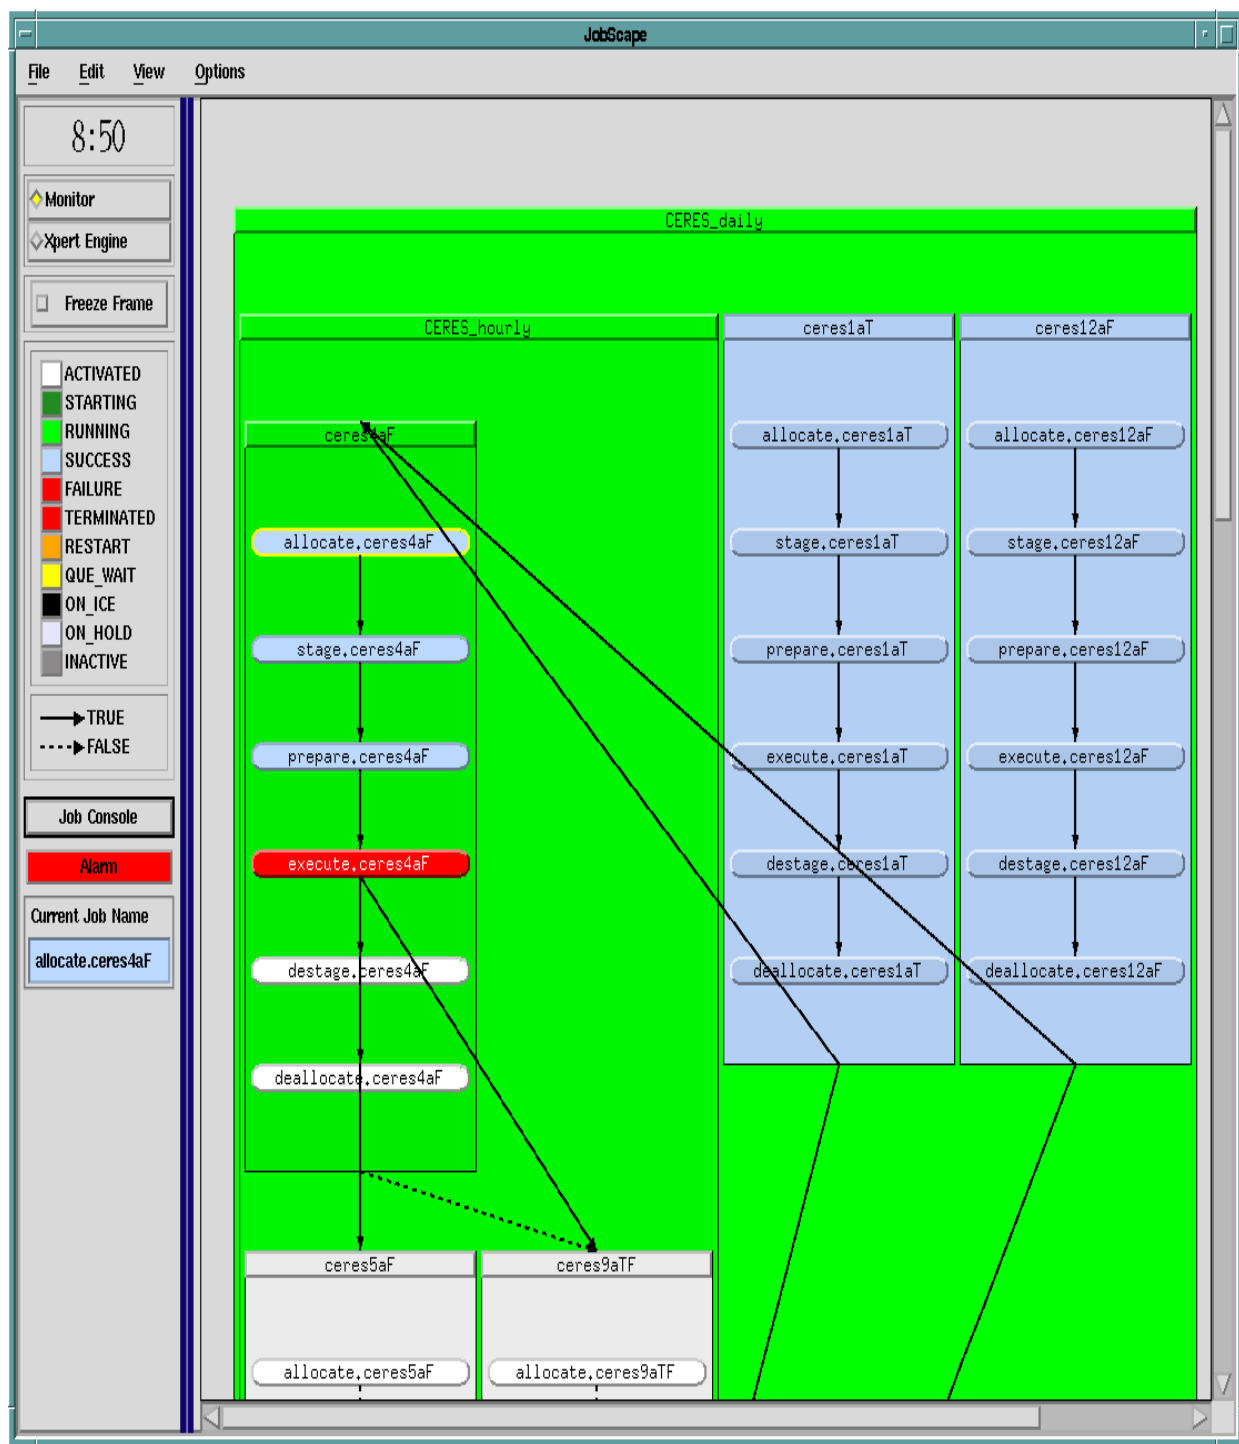 JobScape
File Edit View Options
8:50
Monitor
Xpert Engine
Freeze Frame
ACTIVATED
STARTING
RUNNING
SUCCESS
FAILURE
TERMINATED
RESTART
QUE_WAIT
ON_ICE
ON_HOLD
INACTIVE
TRUE
FALSE
Job Console
Alarm
Current Job Name
allocate.ceres4aF
CERES_daily
CERES_hourly
ceres4aF
allocate.ceres4aF
stage.ceres4aF
prepare.ceres4aF
execute.ceres4aF
destage.ceres4aF
deallocate.ceres4aF
ceres5aF
allocate.ceres5aF
ceres9aTF
allocate.ceres9aTF
ceres1aT
allocate.ceres1aT
stage.ceres1aT
prepare.ceres1aT
execute.ceres1aT
destage.ceres1aT
deallocate.ceres1aT
ceres12aF
allocate.ceres12aF
stage.ceres12aF
prepare.ceres12aF
execute.ceres12aF
destage.ceres12aF
deallocate.ceres12aF